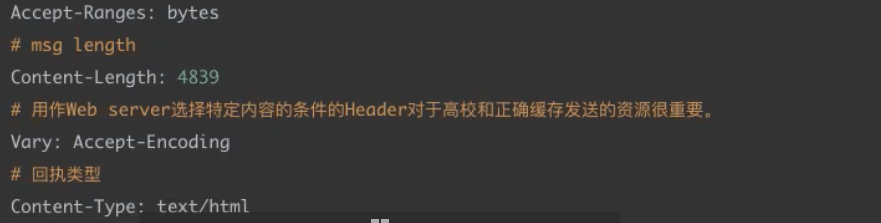 Accept-Ranges: bytes
# msg length
Content-Length: 4839
# 用作Web server选择特定内容的条件的Header对于高校和正确缓存发送的资源很重要。
Vary: Accept-Encoding
# 回执类型
Content-Type: text/html